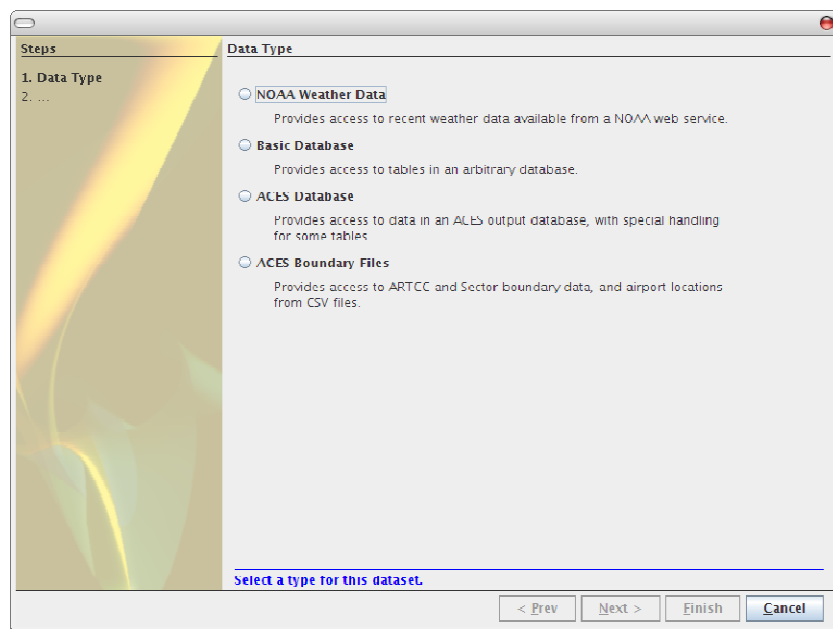 Steps
1. Data Type
2. ...
Data Type
NOAA Weather Data
Provides access to recent weather data available from a NOAA web service.
Basic Database
Provides access to tables in an arbitrary database.
ACES Database
Provides access to data in an ACES output database, with special handling
for some tables.
ACES Boundary Files
Provides access to ARTCC and Sector boundary data, and airport locations
from CSV files.
Select a type for this dataset.
< Prev
Next >
Finish
Cancel